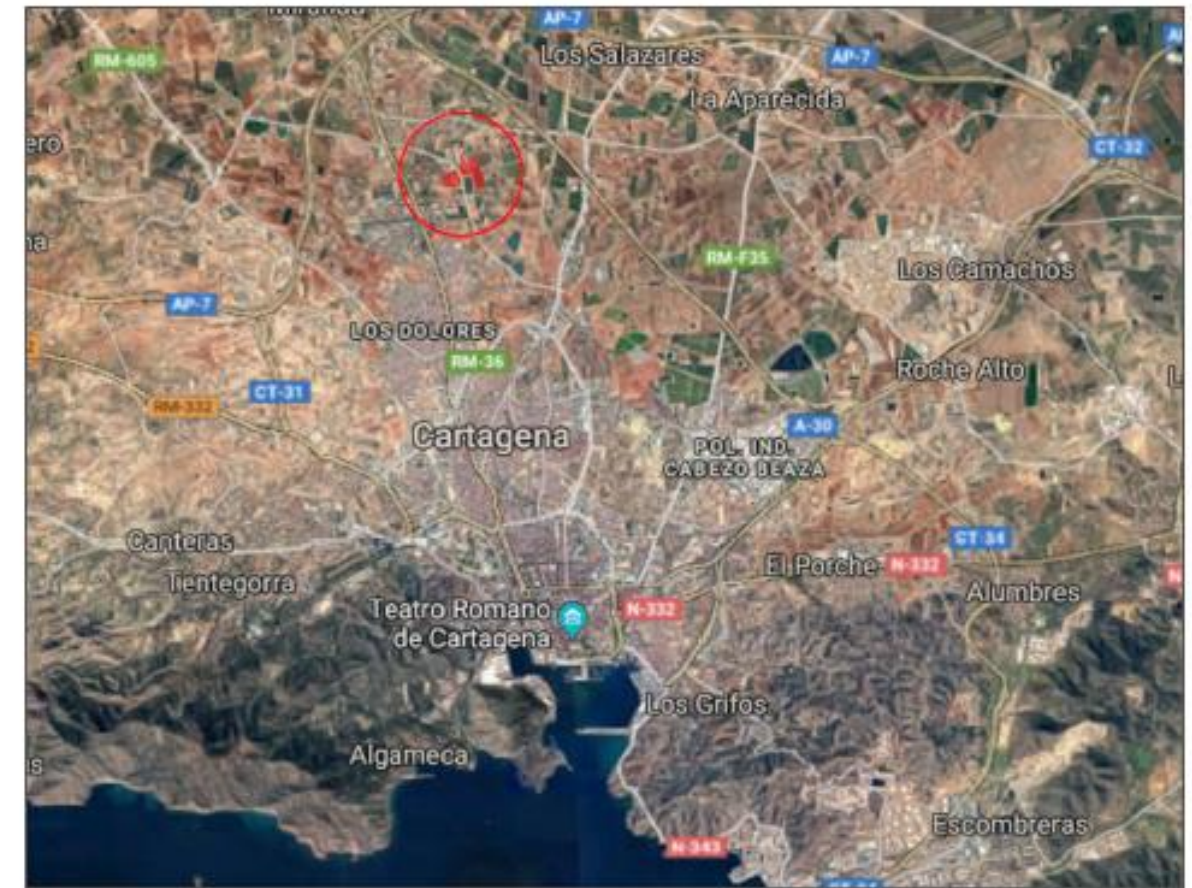 AP-7
Los Salazares
AP-7
RM-605
La Aparecida
CT-32
ero
RM-F35
Los Camachos
AP-7
LOS DOLORES
RM-36
Roche Alto
CT-31
RM-332
Cartagena
A-30
POL. IND.
CABEZO BEAZA
Canteras
CT-34
El Porche
N-332
Tientegorra
Alumbres
Teatro Romano
de Cartagena
N-332
Los Grifos
Algameca
Escombreras
N-343